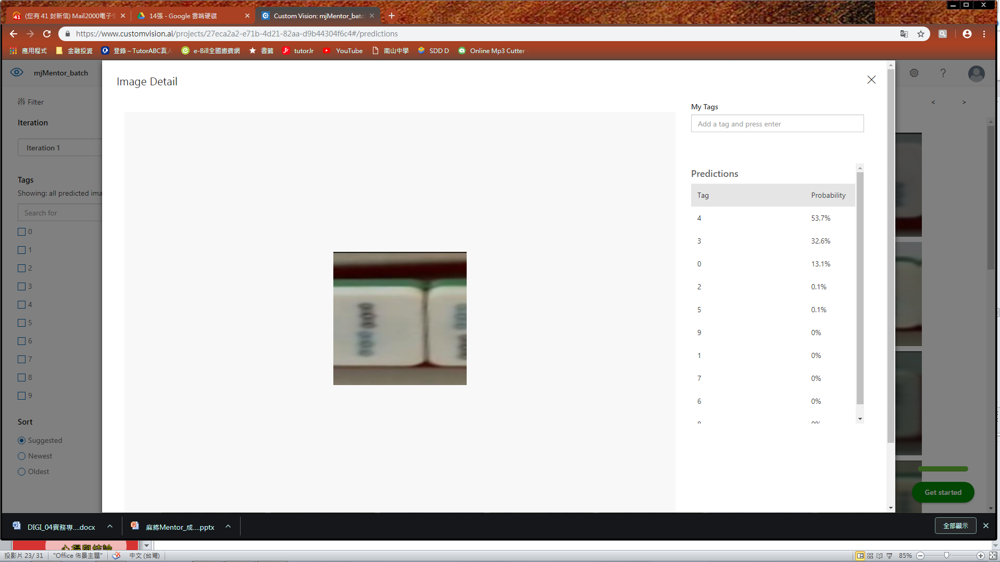 (您有 41 封新信) Mail2000電子信
14張 - Google 雲端硬碟
Custom Vision: mjMentor_batc
https://www.customvision.ai/projects/27eca2a2-e71b-4d21-82aa-d9b44304f6c4#/predictions
應用程式
金融投資
登錄 – TutorABC真人
e-Bill全國繳費網
書籤
tutorJr
YouTube
南山中學
SDD D
Online Mp3 Cutter -
mjMentor_batch
Filter
Iteration
Iteration 1
Tags
Showing: all predicted ima
Search for
0
1
2
3
4
5
6
7
8
9
Sort
Suggested
Newest
Oldest
Image Detail
My Tags
Add a tag and press enter
Predictions
Tag Probability
4 53.7%
3 32.6%
0 13.1%
2 0.1%
5 0.1%
9 0%
1 0%
7 0%
6 0%
8 0%
< >
?
Get started
DIGI_04實務專....docx
麻將Mentor_成....pptx
全部顯示
心得與結論
投影片 23/ 31
"Office 佈景主題"
中文 (台灣)
85%